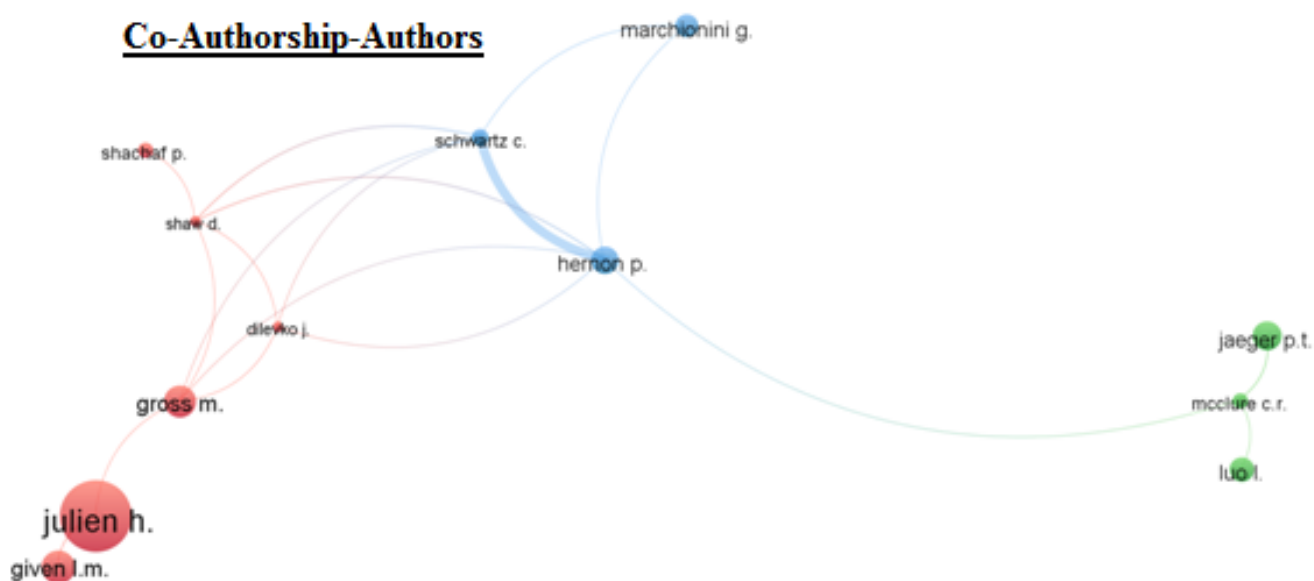 Co-Authorship-Authors
marchionini g.
schwartz c.
shachaf p.
shaw d.
hernon p.
dilevko j.
jaeger p.t.
gross m.
mcclure c.r.
luo l.
julien h.
given l.m.